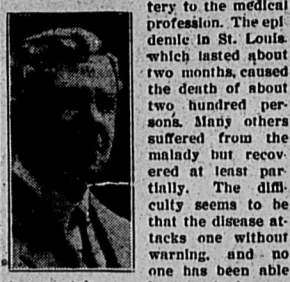 tery to the medical
profession. The epi
demic in St. Louis.
which lasted about
two months, caused
the death of about
two hundred per-
sons. Many others
suffered from the
malady but recov
ered at least par
tially. The diffi-
culty seems to be
that the disease at-
tacks one without
warning, and no
one has been able